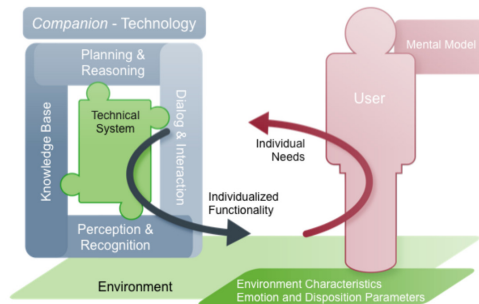 Companion - Technology
Planning &
Reasoning
Knowledge Base
Technical
System
Dialog & Interaction
Perception &
Recognition
Mental Model
User
Individual
Needs
Individualized
Functionality
Environment
Environment Characteristics
Emotion and Disposition Parameters